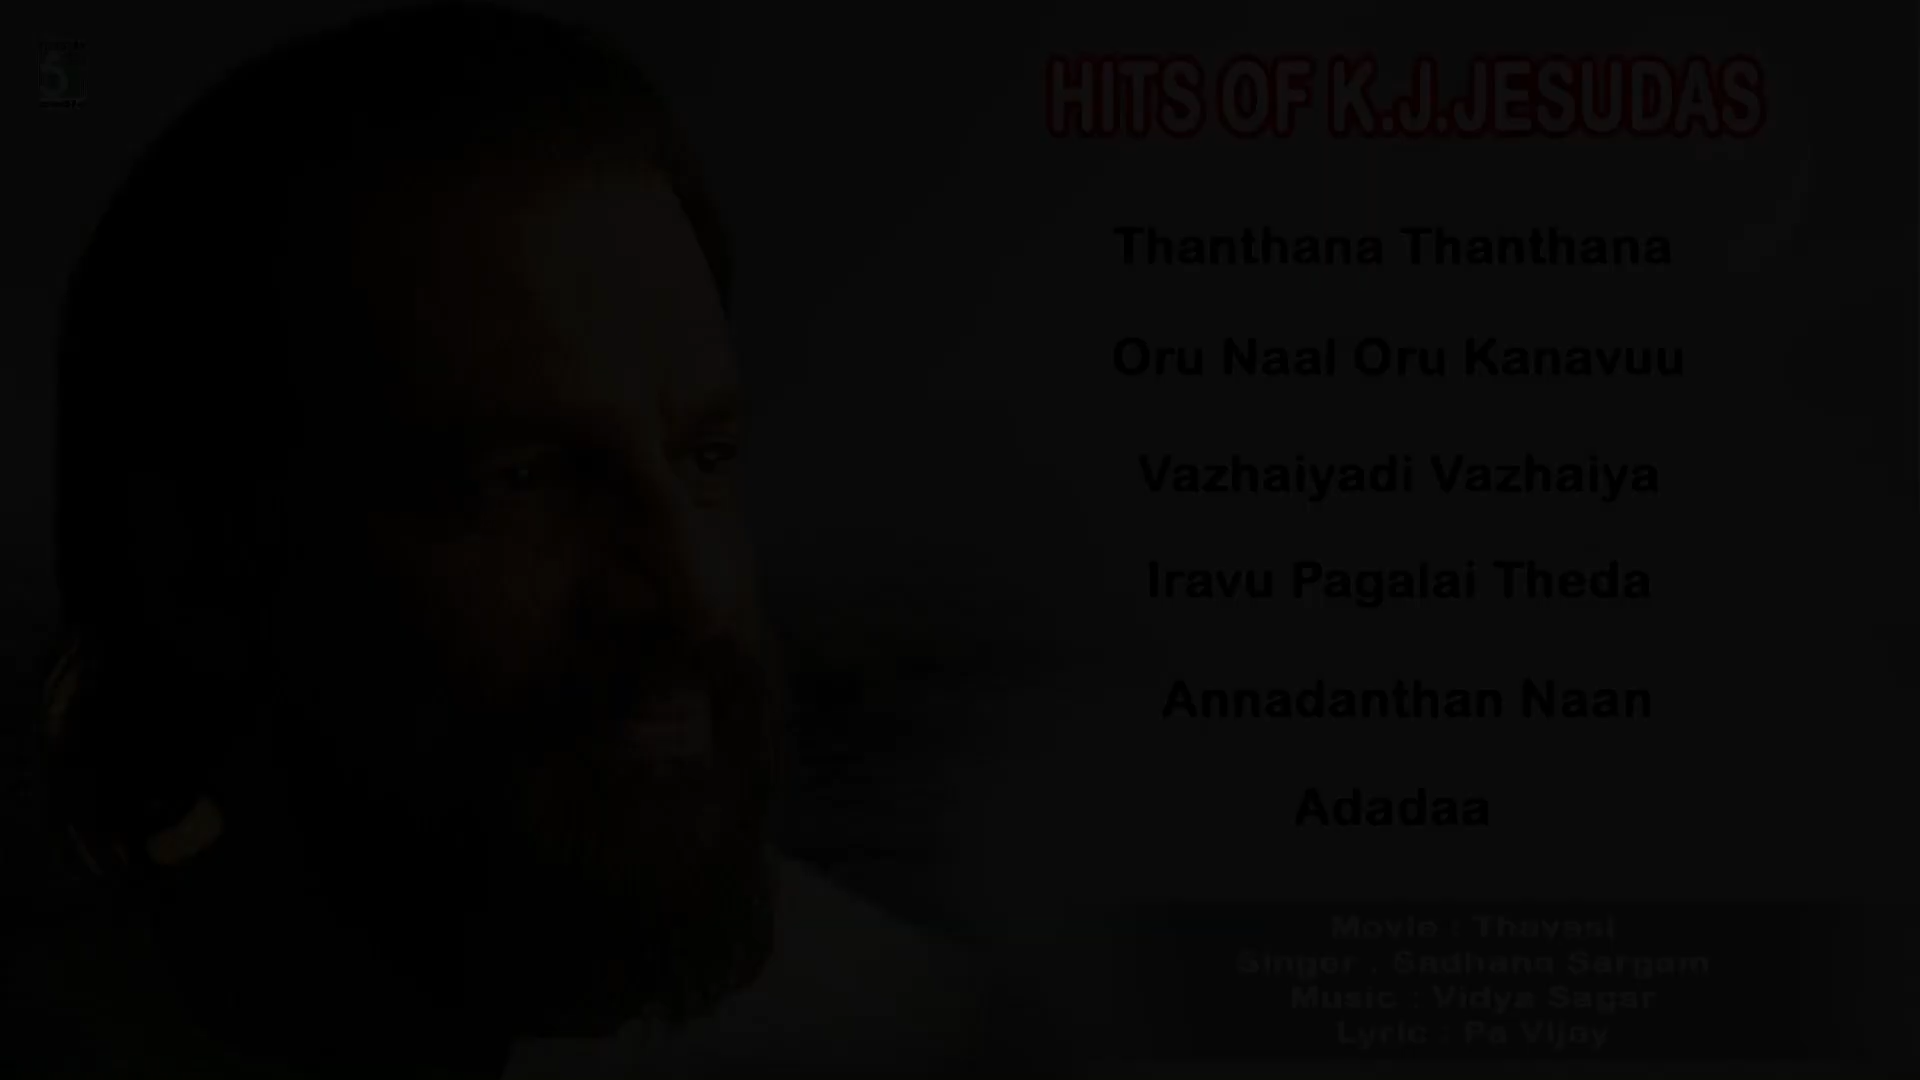 5
HITS OF K.J.JESUDAS
Thanthana Thanthana
Oru Naal Oru Kanavuu
Vazhaiyadi Vazhaiya
Iravu Pagalai Theda
Annadanthan Naan
Adadaa
Movie : Thavasi
Singer . Sadhana Sargam
Music : Vidya Sagar
Lyric : Pa Vijay